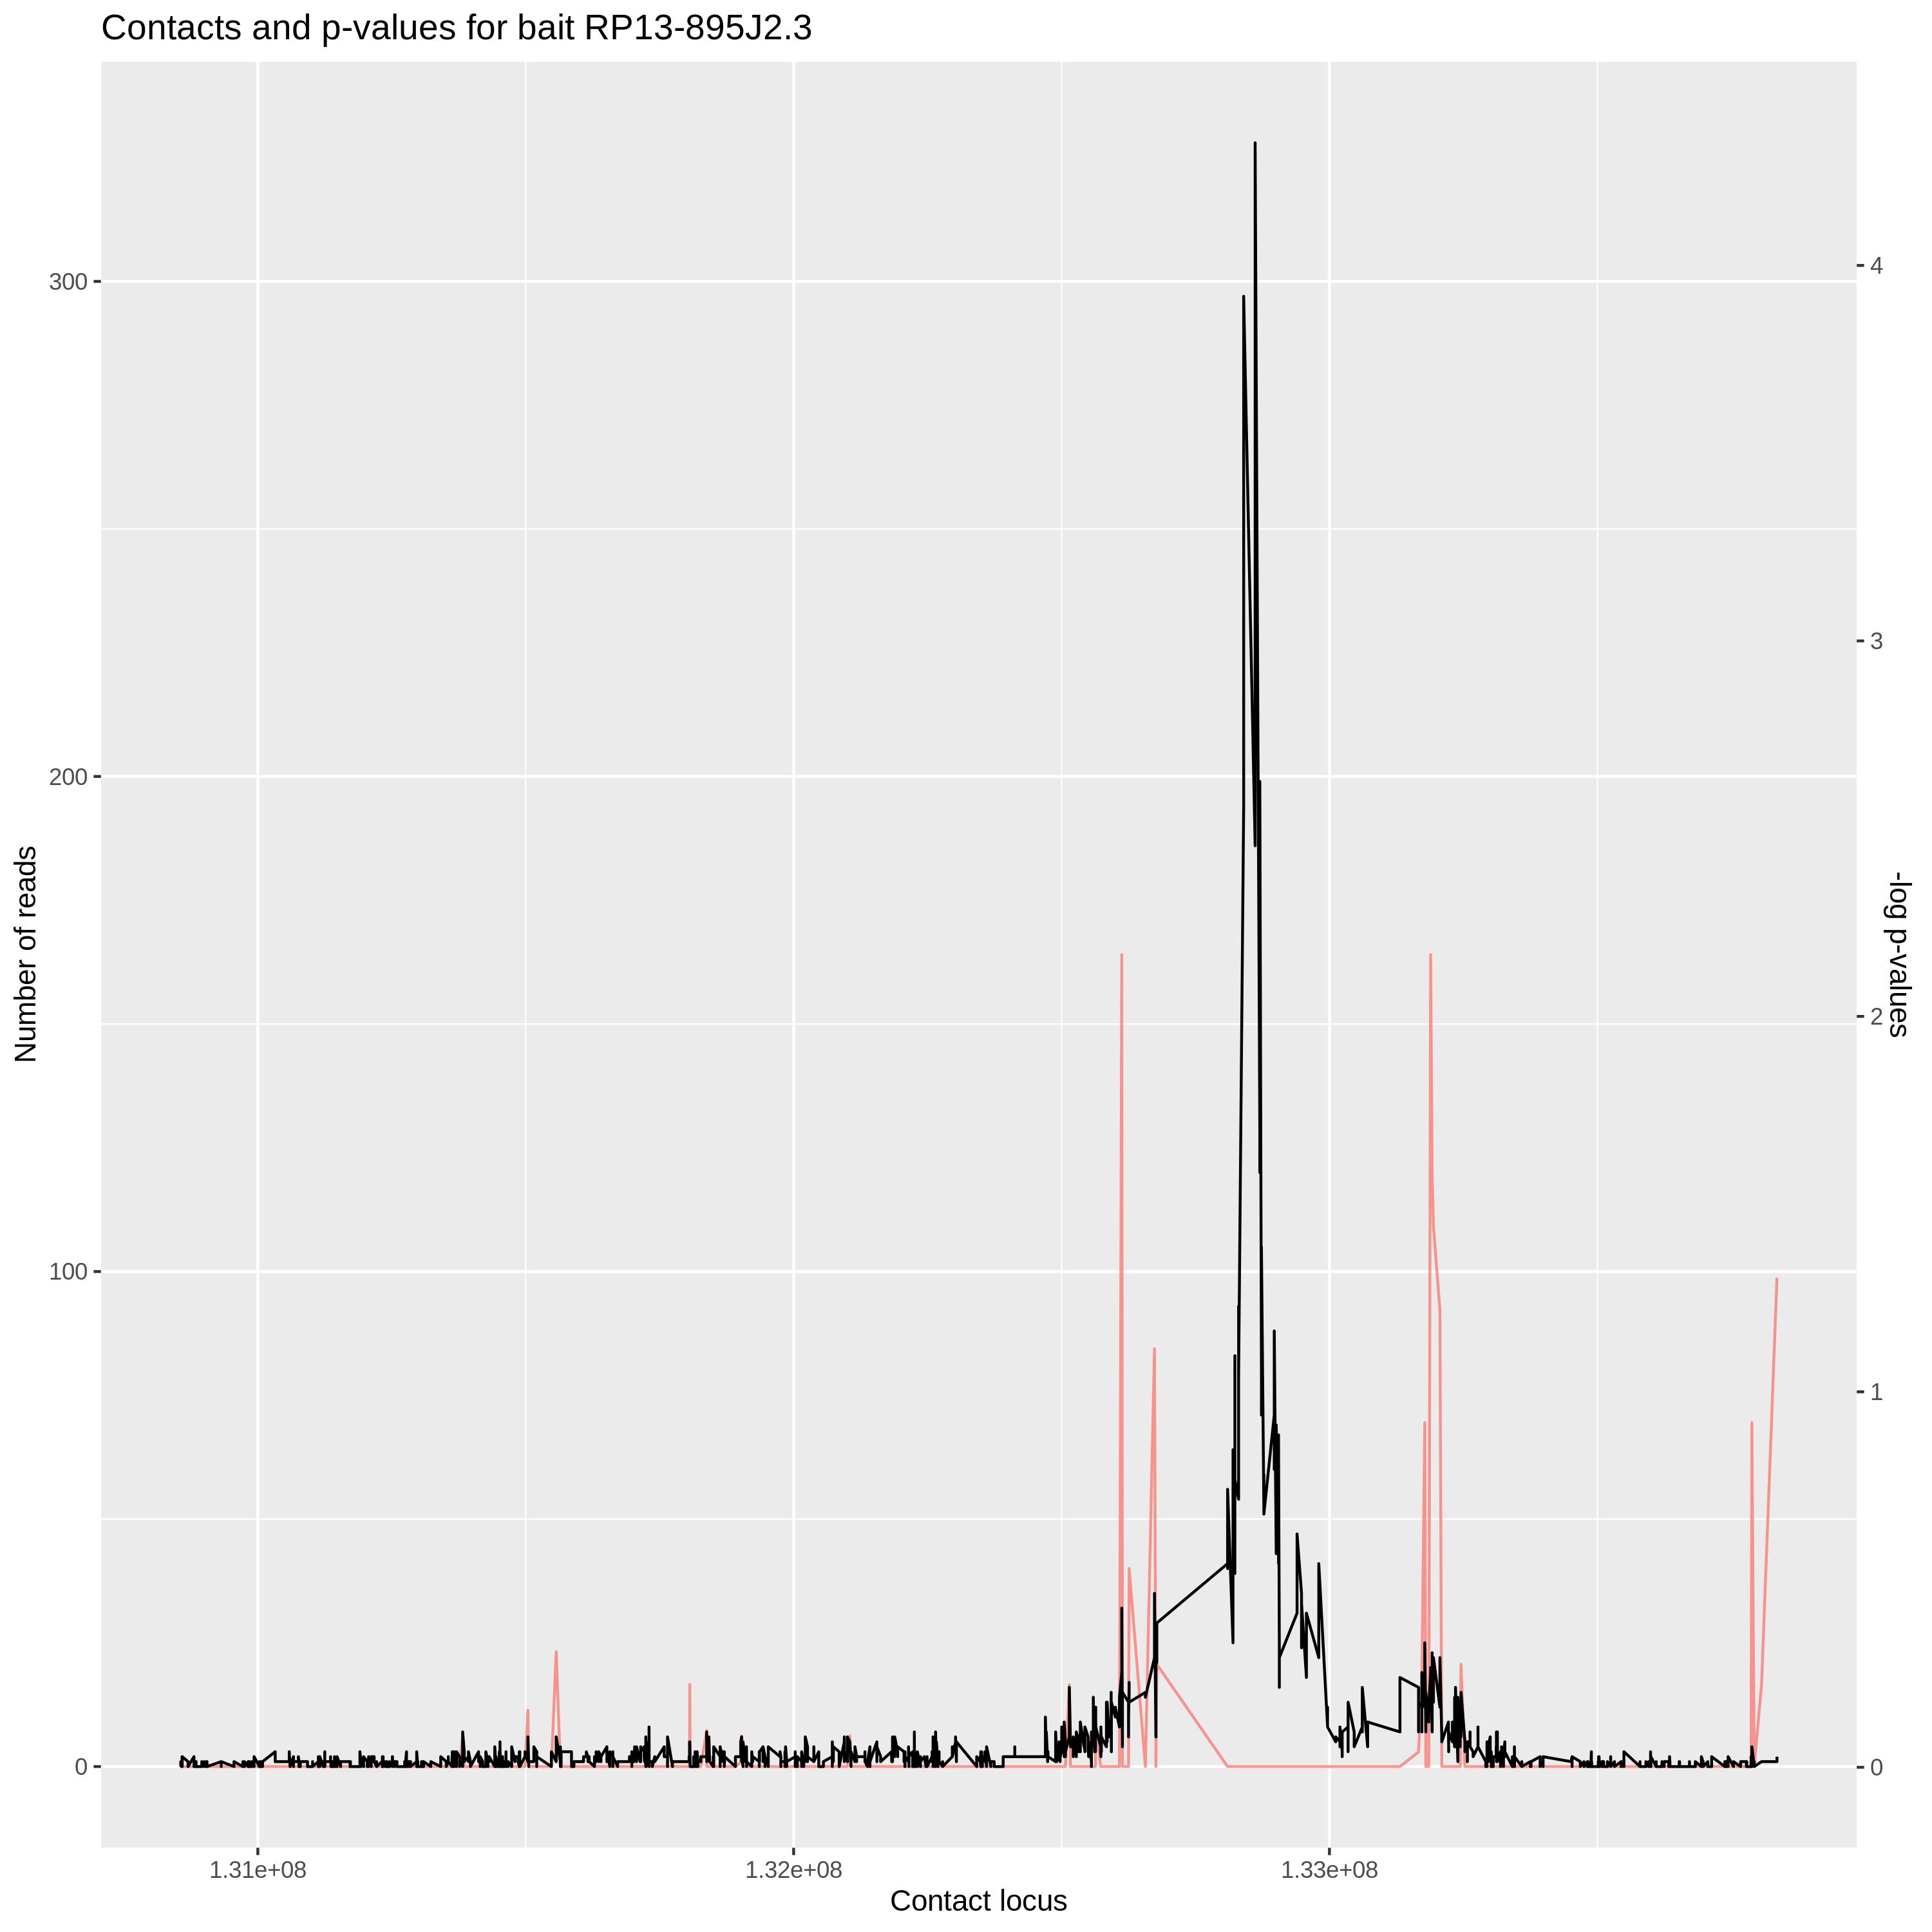 Contacts and p-values for bait RP13-895J2.3
300
200
100
0
4
3
2
1
0
Number of reads
-log p-values
1.31e+08
1.32e+08
1.33e+08
Contact locus